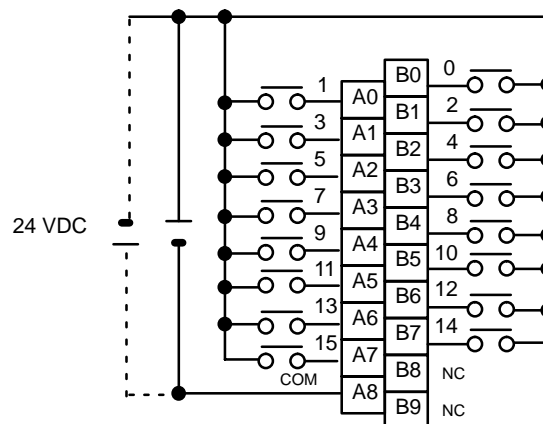 B0 0
1 A0
B1 2
3 A1
B2 4
5 A2
B3 6
7 A3
B4 8
24 VDC
9 A4
B5 10
11 A5
B6 12
13 A6
B7 14
15 A7
B8 NC
COM A8
B9 NC